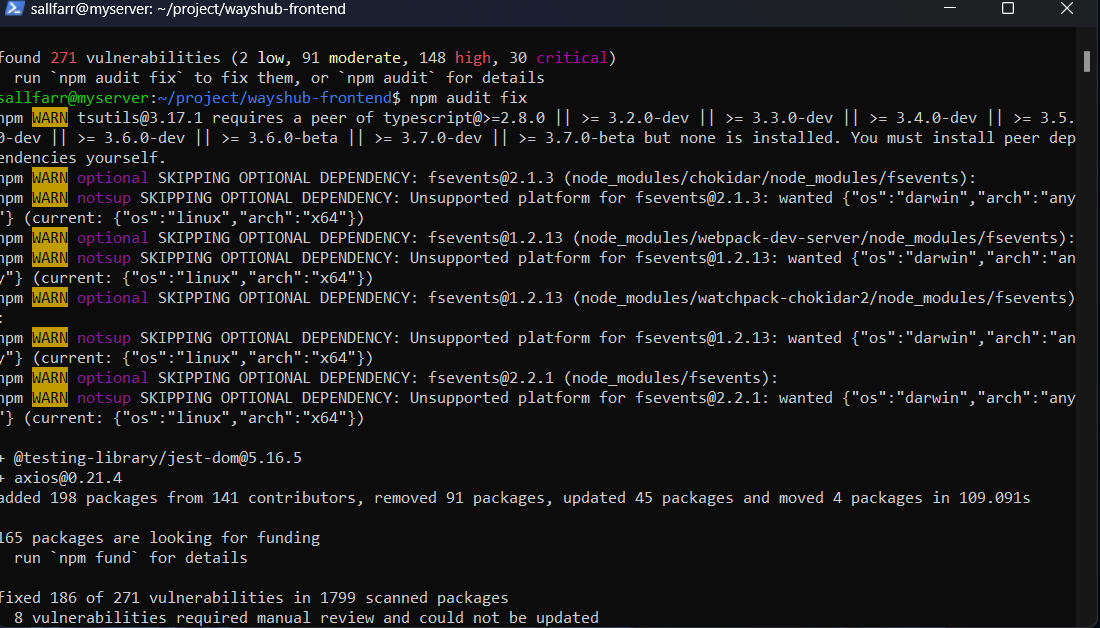 sallfarr@myserver: ~/project/wayshub-frontend
found 271 vulnerabilities (2 low, 91 moderate, 148 high, 30 critical)
run `npm audit fix` to fix them, or `npm audit` for details
sallfarr@myserver:~/project/wayshub-frontend$ npm audit fix
npm WARN tsutils@3.17.1 requires a peer of typescript@>=2.8.0 || >= 3.2.0-dev || >= 3.3.0-dev || >= 3.4.0-dev || >= 3.5.
0-dev || >= 3.6.0-dev || >= 3.6.0-beta || >= 3.7.0-dev || >= 3.7.0-beta but none is installed. You must install peer dep
endencies yourself.
npm WARN optional SKIPPING OPTIONAL DEPENDENCY: fsevents@2.1.3 (node_modules/chokidar/node_modules/fsevents):
npm WARN notsup SKIPPING OPTIONAL DEPENDENCY: Unsupported platform for fsevents@2.1.3: wanted {"os":"darwin","arch":"any
"} (current: {"os":"linux","arch":"x64"})
npm WARN optional SKIPPING OPTIONAL DEPENDENCY: fsevents@1.2.13 (node_modules/webpack-dev-server/node_modules/fsevents):
npm WARN notsup SKIPPING OPTIONAL DEPENDENCY: Unsupported platform for fsevents@1.2.13: wanted {"os":"darwin","arch":"an
y"} (current: {"os":"linux","arch":"x64"})
npm WARN optional SKIPPING OPTIONAL DEPENDENCY: fsevents@1.2.13 (node_modules/watchpack-chokidar2/node_modules/fsevents)
:
npm WARN notsup SKIPPING OPTIONAL DEPENDENCY: Unsupported platform for fsevents@1.2.13: wanted {"os":"darwin","arch":"an
y"} (current: {"os":"linux","arch":"x64"})
npm WARN optional SKIPPING OPTIONAL DEPENDENCY: fsevents@2.2.1 (node_modules/fsevents):
npm WARN notsup SKIPPING OPTIONAL DEPENDENCY: Unsupported platform for fsevents@2.2.1: wanted {"os":"darwin","arch":"any
"} (current: {"os":"linux","arch":"x64"})
+ @testing-library/jest-dom@5.16.5
+ axios@0.21.4
added 198 packages from 141 contributors, removed 91 packages, updated 45 packages and moved 4 packages in 109.091s
165 packages are looking for funding
run `npm fund` for details
fixed 186 of 271 vulnerabilities in 1799 scanned packages
8 vulnerabilities required manual review and could not be updated